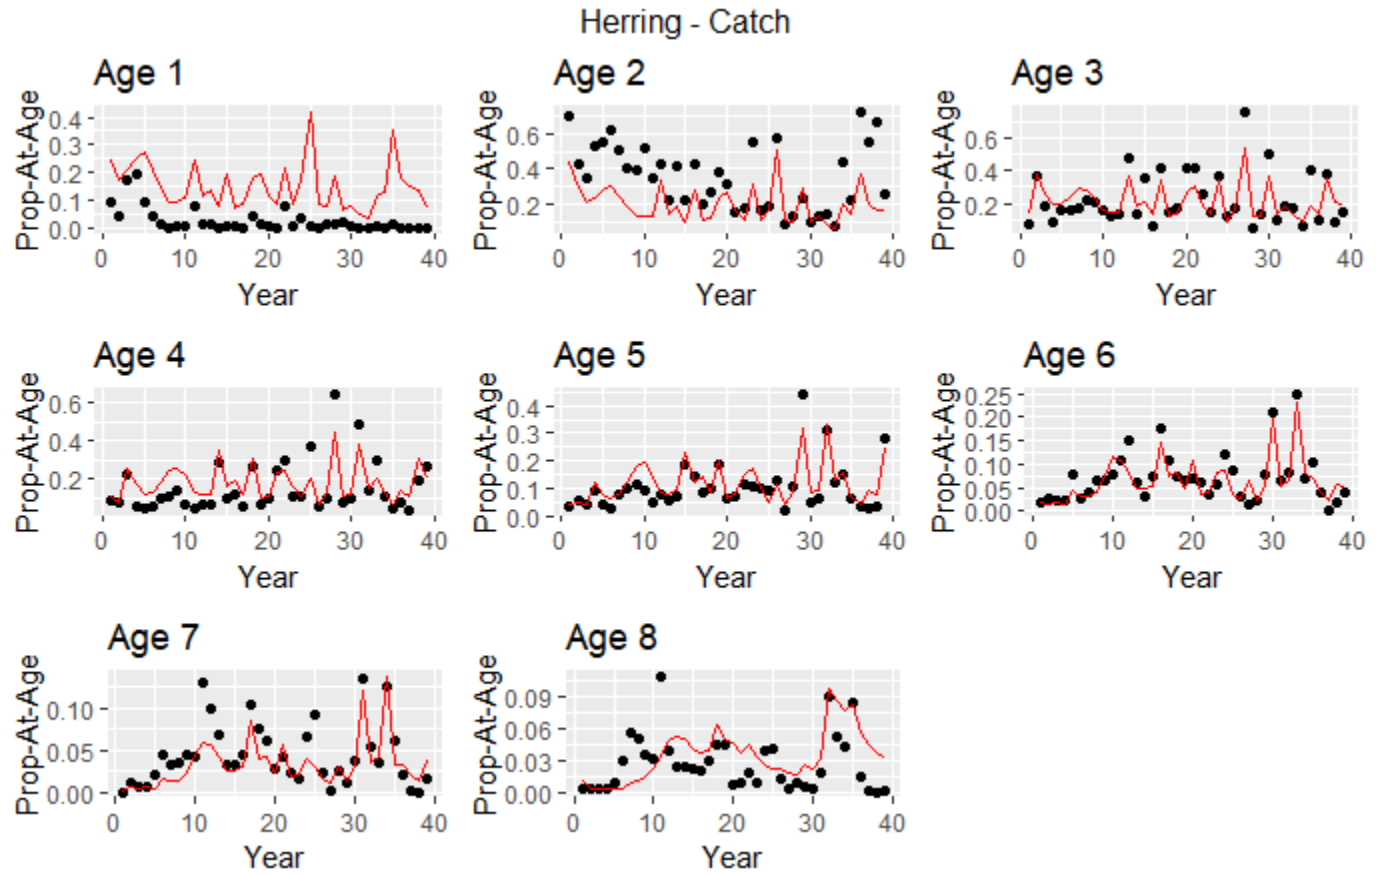 Herring - Catch
Age 1
Age 2
Age 3
Prop-At-Age
0.4
0.3
0.2
0.1
0.0
0
10
20
30
40
Year
Prop-At-Age
0.6
0.4
0.2
0
10
20
30
40
Year
Prop-At-Age
0.6
0.4
0.2
0
10
20
30
40
Year
Age 4
Age 5
Age 6
Prop-At-Age
0.6
0.4
0.2
0
10
20
30
40
Year
Prop-At-Age
0.4
0.3
0.2
0.1
0.0
0
10
20
30
40
Year
Prop-At-Age
0.25
0.20
0.15
0.10
0.05
0.00
0
10
20
30
40
Year
Age 7
Age 8
Prop-At-Age
0.10
0.05
0.00
0
10
20
30
40
Year
Prop-At-Age
0.09
0.06
0.03
0.00
0
10
20
30
40
Year